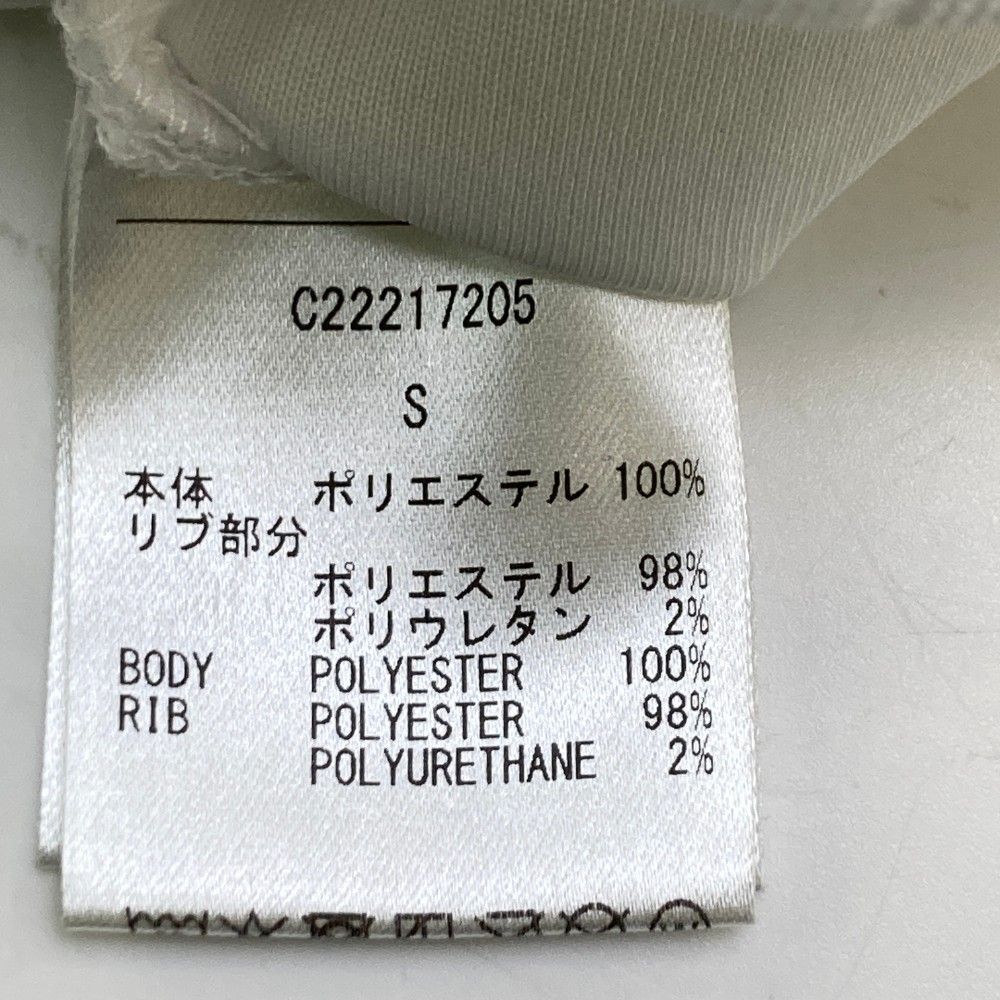 C22217205
S
本体 ポリエステル 100%
リブ部分
ポリエステル 98%
ポリウレタン 2%
BODY POLYESTER 100%
RIB POLYESTER 98%
POLYURETHANE 2%